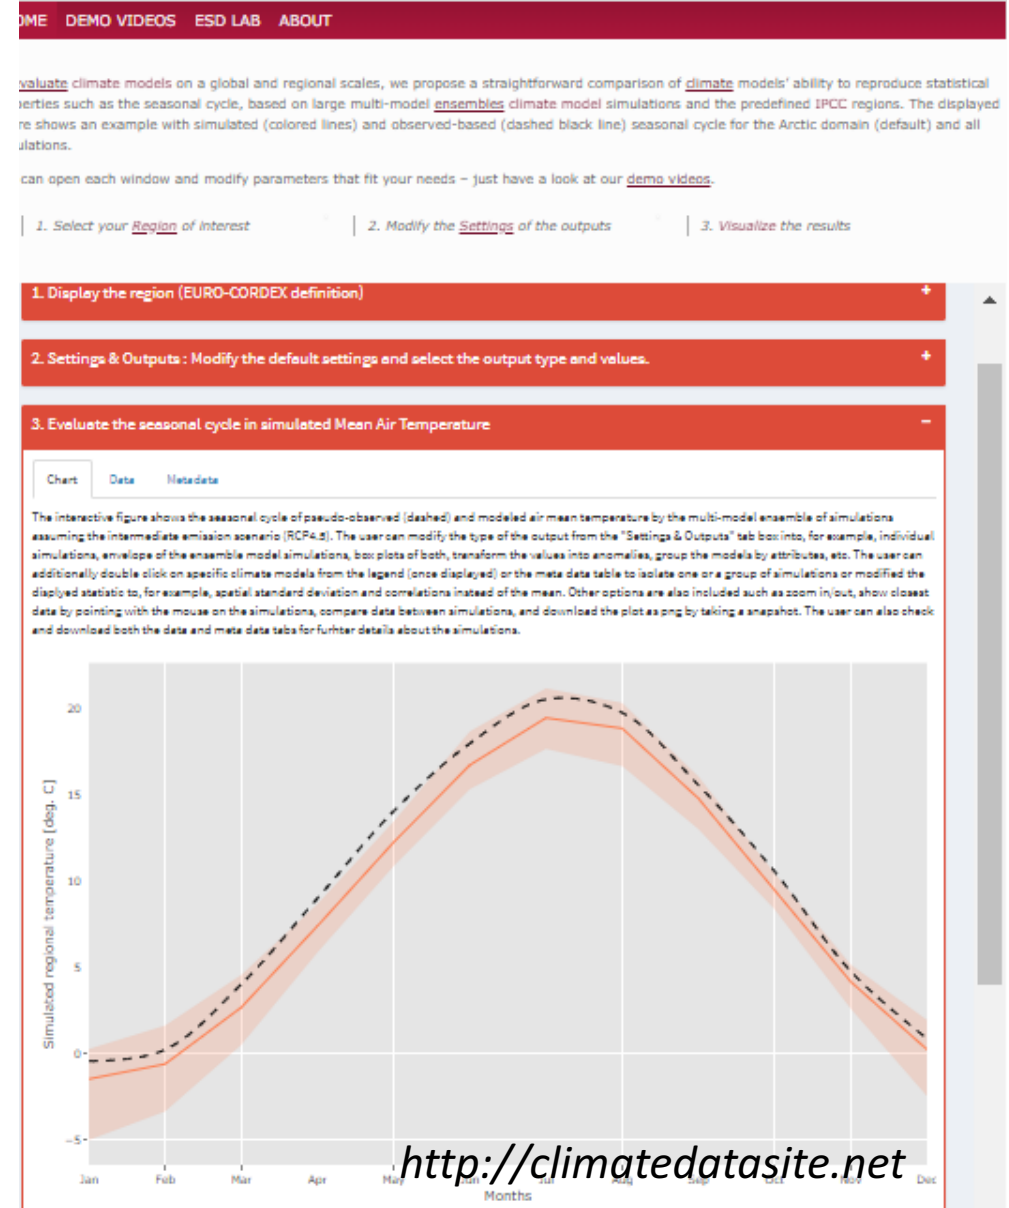 OME DEMO VIDEOS ESD LAB ABOUT
valuate climate models on a global and regional scales, we propose a straightforward comparison of climate models' ability to reproduce statistical
erties such as the seasonal cycle, based on large multi-model ensembles climate model simulations and the predefined IPCC regions. The displayed
re shows an example with simulated (colored lines) and observed-based (dashed black line) seasonal cycle for the Arctic domain (default) and all
ulations.
can open each window and modify parameters that fit your needs – just have a look at our demo videos.
1. Select your Region of interest
2. Modify the Settings of the outputs
3. Visualize the results
1. Display the region (EURO-CORDEX definition) +
2. Settings & Outputs : Modify the default settings and select the output type and values. +
3. Evaluate the seasonal cycle in simulated Mean Air Temperature −
Chart Data Metadata
The interactive figure shows the seasonal cycle of pseudo-observed (dashed) and modeled air mean temperature by the multi-model ensemble of simulations
assuming the intermediate emission scenario (RCP4.5). The user can modify the type of the output from the "Settings & Outputs" tab box into, for example, individual
simulations, envelope of the ensemble model simulations, box plots of both, transform the values into anomalies, group the models by attributes, etc. The user can
additionally double click on specific climate models from the legend (once displayed) or the meta data table to isolate one or a group of simulations or modified the
displyed statistic to, for example, spatial standard deviation and correlations instead of the mean. Other options are also included such as zoom in/out, show closest
data by pointing with the mouse on the simulations, compare data between simulations, and download the plot as png by taking a snapshot. The user can also check
and download both the data and meta data tabs for furhter details about the simulations.
Simulated regional temperature [deg. C]
20
15
10
5
0
−5
http://climatedatasite.net
Jan Feb Mar Apr May Jun Jul Aug Sep Oct Nov Dec
Months